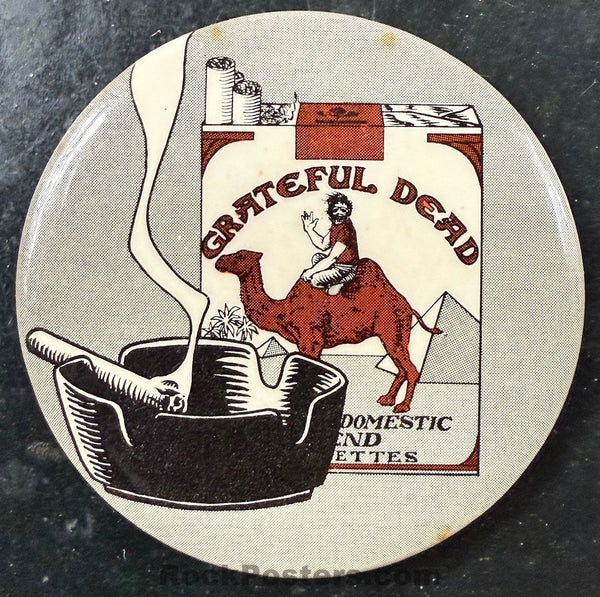 GRATEFUL DEAD
DOMESTIC
END
ETTES
RockPosters.com